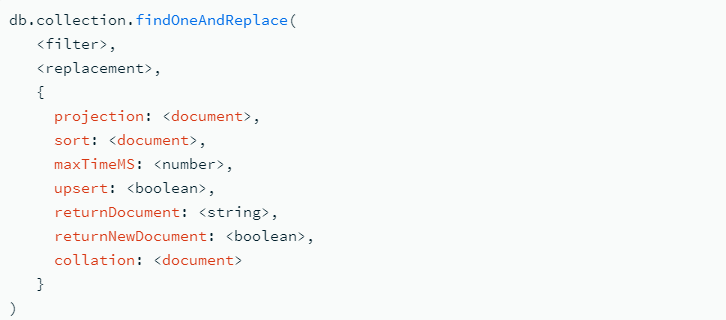 db.collection.findOneAndReplace(
<filter>,
<replacement>,
{
projection: <document>,
sort: <document>,
maxTimeMS: <number>,
upsert: <boolean>,
returnDocument: <string>,
returnNewDocument: <boolean>,
collation: <document>
}
)